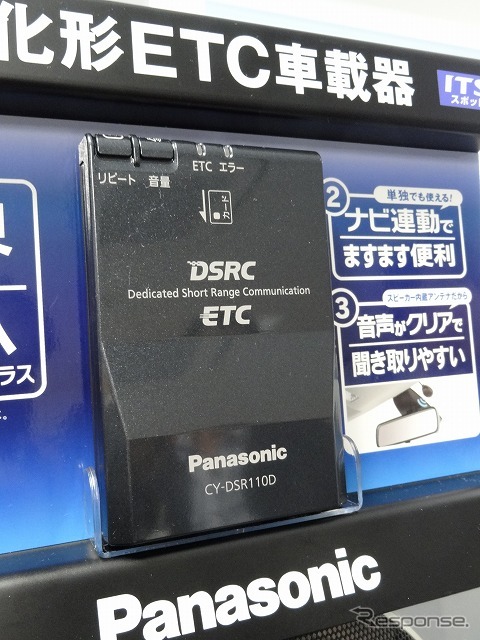 化形ETC車載器
ITS
スポッ
リピート 音量 ETC エラー
カード
DSRC
Dedicated Short Range Communication
ETC
Panasonic
CY-DSR110D
2 単独でも使える!
ナビ連動で
ますます便利
3 スピーカー内蔵アンテナだから
音声がクリアで
聞き取りやすい
ラス
Panasonic
Response.